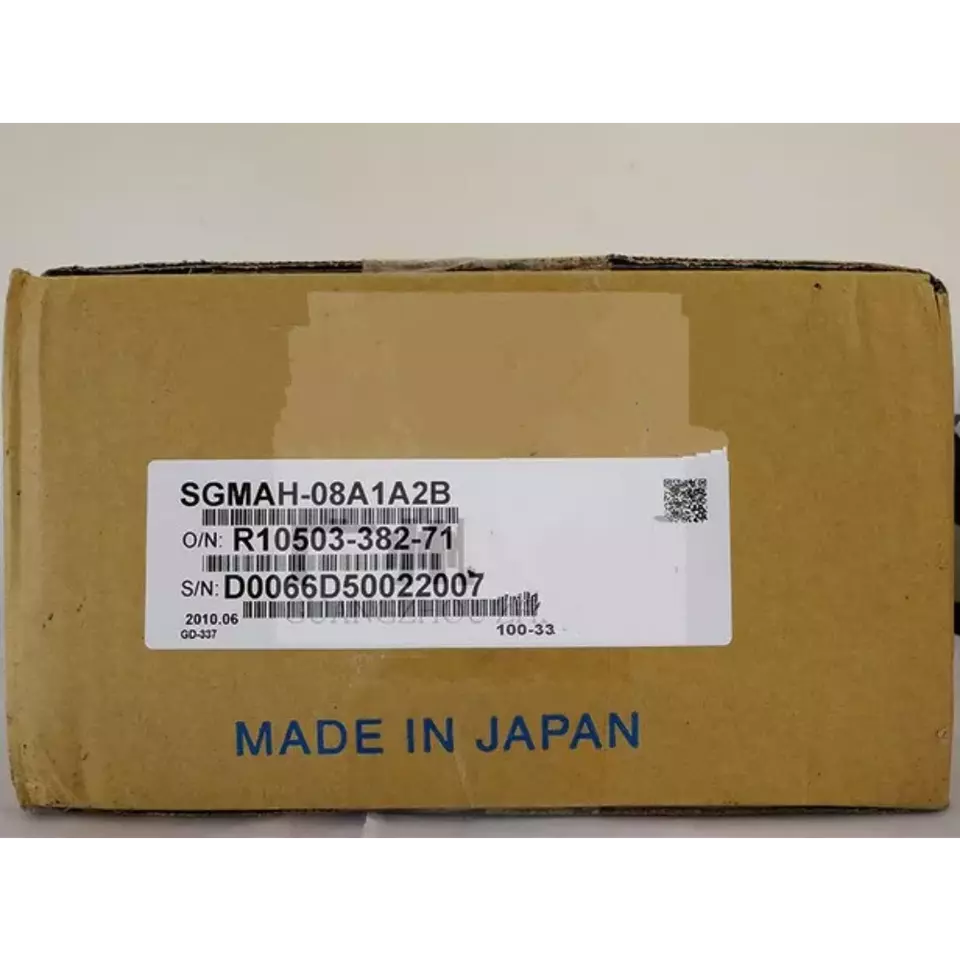 SGMAH-08A1A2B
O/N: R10503-382-71
S/N: D0066D50022007
2010.06
GD-337
100-33
MADE IN JAPAN